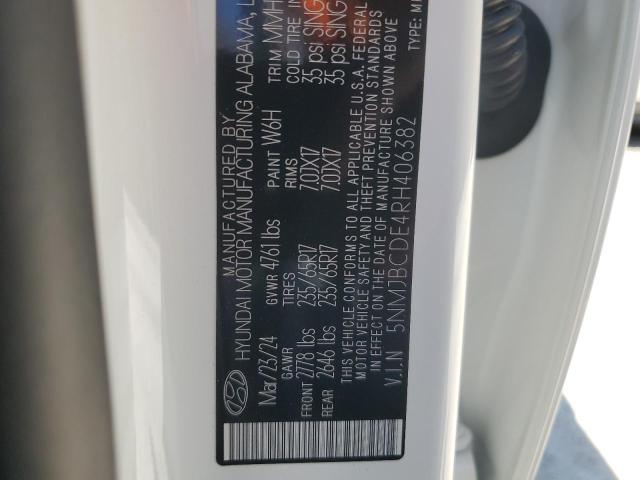 MANUFACTURED BY
HYUNDAI MOTOR MANUFACTURING ALABAMA,
Mar/23/24 GVWR 4761 lbs PAINT W6H TRIM MMH
GAWR TIRES RIMS COLD TIRE
FRONT 2778 lbs 235/65R17 7.0JX17 35 psi
REAR 2646 lbs 235/65R17 7.0JX17 35 psi
THIS VEHICLE CONFORMS TO ALL APPLICABLE U.S.A. FEDERAL
MOTOR VEHICLE SAFETY AND THEFT PREVENTION STANDARDS
IN EFFECT ON THE DATE OF MANUFACTURE SHOWN ABOVE
V.I.N 5NMJBCDE4RH406382 TYPE: